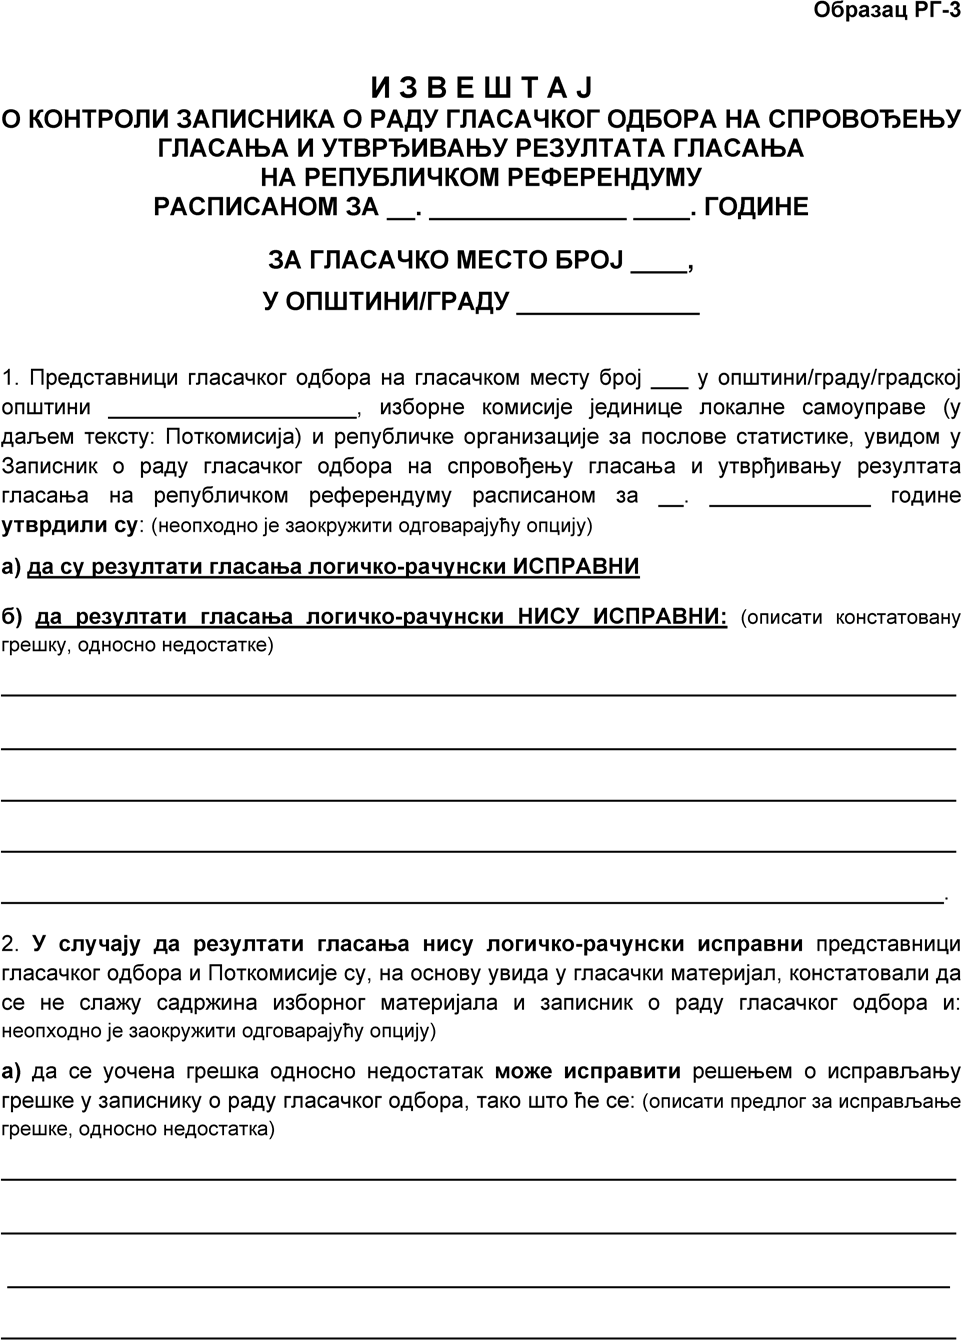 Образац РГ-3
И З В Е Ш Т А Ј
О КОНТРОЛИ ЗАПИСНИКА О РАДУ ГЛАСАЧКОГ ОДБОРА НА СПРОВОЂЕЊУ
ГЛАСАЊА И УТВРЂИВАЊУ РЕЗУЛТАТА ГЛАСАЊА
НА РЕПУБЛИЧКОМ РЕФЕРЕНДУМУ
РАСПИСАНОМ ЗА __. ______________ ____. ГОДИНЕ
ЗА ГЛАСАЧКО МЕСТО БРОЈ ____,
У ОПШТИНИ/ГРАДУ _____________
1. Представници гласачког одбора на гласачком месту број ___ у општини/граду/градској
општини ____________________, изборне комисије јединице локалне самоуправе (у
даљем тексту: Поткомисија) и републичке организације за послове статистике, увидом у
Записник о раду гласачког одбора на спровођењу гласања и утврђивању резултата
гласања на републичком референдуму расписаном за __. _____________ године
утврдили су: (неопходно је заокружити одговарајућу опцију)
а) да су резултати гласања логичко-рачунски ИСПРАВНИ
б) да резултати гласања логичко-рачунски НИСУ ИСПРАВНИ: (описати констатовану
грешку, односно недостатке)
2. У случају да резултати гласања нису логичко-рачунски исправни представници
гласачког одбора и Поткомисије су, на основу увида у гласачки материјал, констатовали да
се не слажу садржина изборног материјала и записник о раду гласачког одбора и:
неопходно је заокружити одговарајућу опцију)
а) да се уочена грешка односно недостатак може исправити решењем о исправљању
грешке у записнику о раду гласачког одбора, тако што ће се: (описати предлог за исправљање
грешке, односно недостатка)